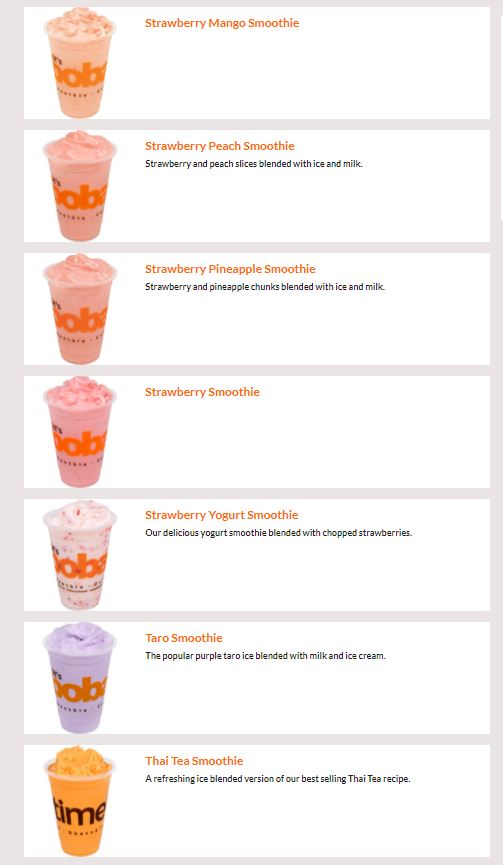 Strawberry Mango Smoothie
Strawberry Peach Smoothie
Strawberry and peach slices blended with ice and milk.
Strawberry Pineapple Smoothie
Strawberry and pineapple chunks blended with ice and milk.
Strawberry Smoothie
Strawberry Yogurt Smoothie
Our delicious yogurt smoothie blended with chopped strawberries.
Taro Smoothie
The popular purple taro ice blended with milk and ice cream.
Thai Tea Smoothie
A refreshing ice blended version of our best selling Thai Tea recipe.
time